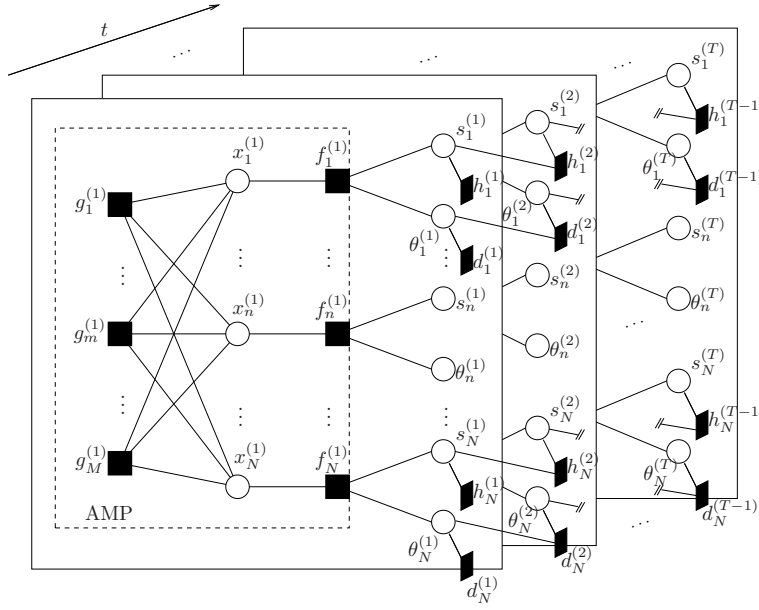 t
...
...
...
s_1^{(T)}
h_1^{(T-1)}
θ_1^{(T)}
d_1^{(T-1)}
s_n^{(T)}
θ_n^{(T)}
...
s_N^{(T)}
h_N^{(T-1)}
θ_N^{(T)}
d_N^{(T-1)}
...
s_1^{(2)}
h_1^{(2)}
θ_1^{(2)}
d_1^{(2)}
s_n^{(2)}
θ_n^{(2)}
s_N^{(2)}
h_N^{(2)}
θ_N^{(2)}
d_N^{(2)}
x_1^{(1)}
f_1^{(1)}
s_1^{(1)}
g_1^{(1)}
h_1^{(1)}
θ_1^{(1)}
d_1^{(1)}
⋮ ⋮ ⋮ ⋮
x_n^{(1)}
f_n^{(1)}
s_n^{(1)}
g_m^{(1)}
θ_n^{(1)}
⋮ ⋮ ⋮ ⋮
x_N^{(1)}
f_N^{(1)}
s_N^{(1)}
g_M^{(1)}
h_N^{(1)}
AMP
θ_N^{(1)}
d_N^{(1)}